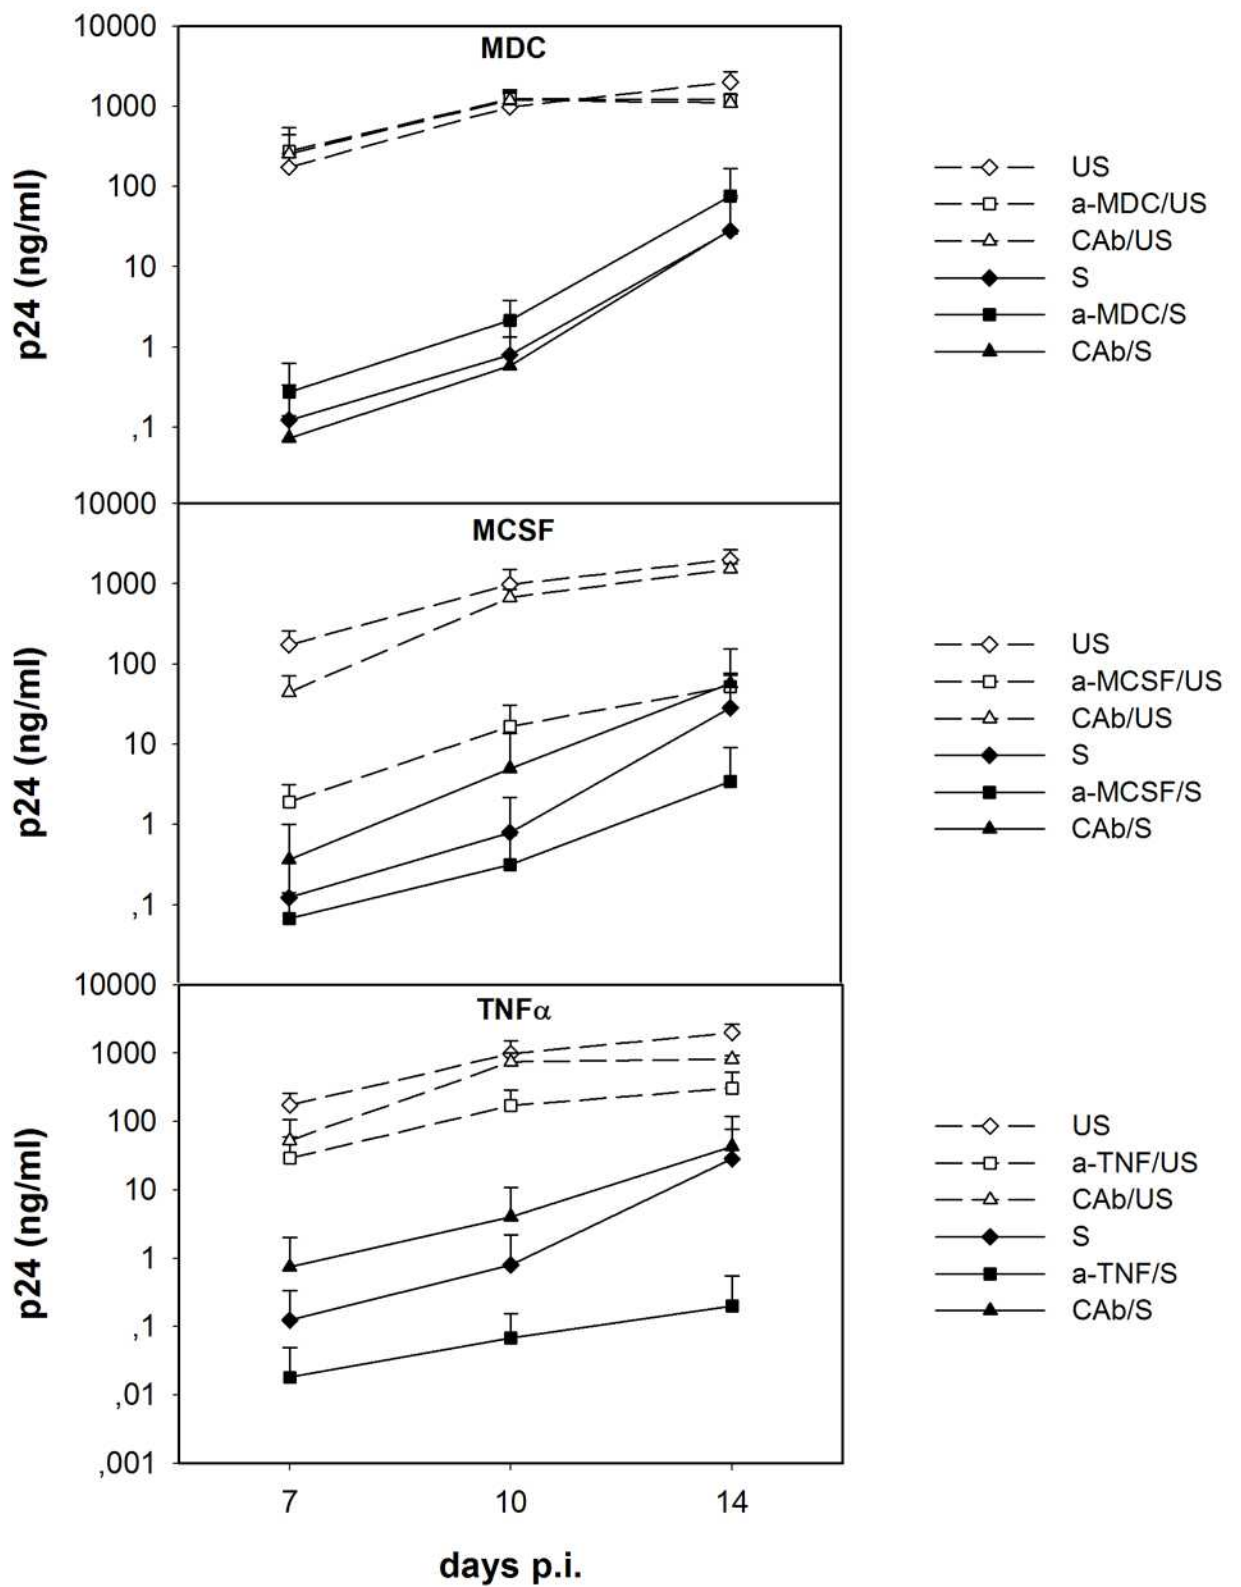 MDC
10000
1000
100
10
1
,1
p24 (ng/ml)
US
a-MDC/US
CAb/US
S
a-MDC/S
CAb/S
MCSF
10000
1000
100
10
1
,1
p24 (ng/ml)
US
a-MCSF/US
CAb/US
S
a-MCSF/S
CAb/S
TNFα
10000
1000
100
10
1
,1
,01
,001
p24 (ng/ml)
US
a-TNF/US
CAb/US
S
a-TNF/S
CAb/S
7 10 14
days p.i.